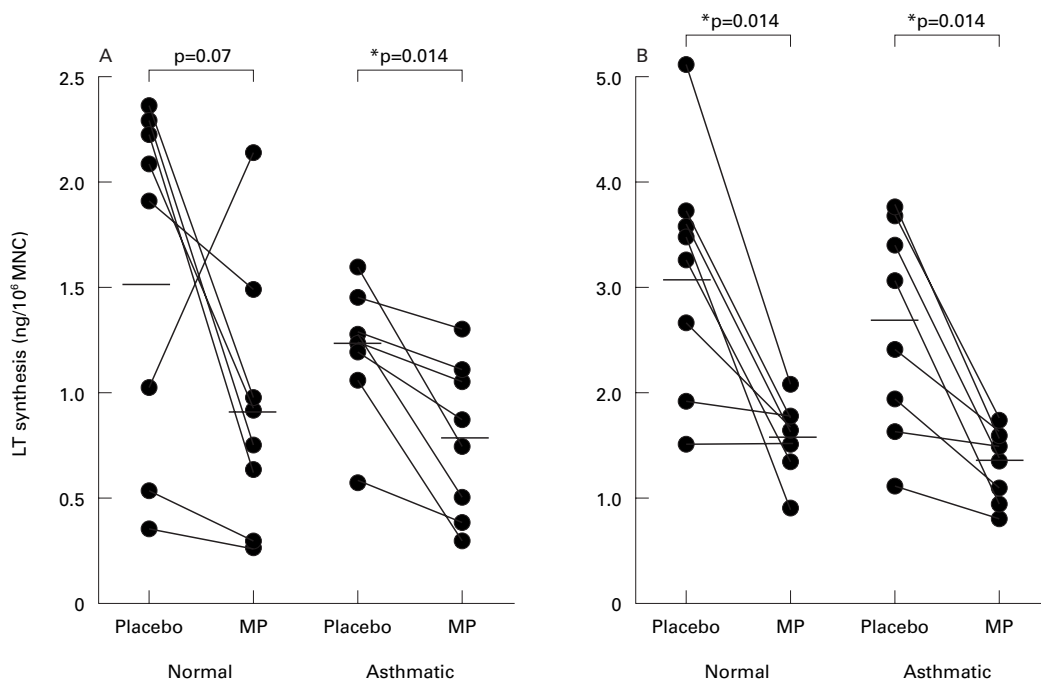 A
p=0.07
*p=0.014
LT synthesis (ng/10⁶ MNC)
2.5
2.0
1.5
1.0
0.5
0
Placebo
MP
Placebo
MP
Normal
Asthmatic
B
*p=0.014
*p=0.014
5.0
4.0
3.0
2.0
1.0
0
Placebo
MP
Placebo
MP
Normal
Asthmatic